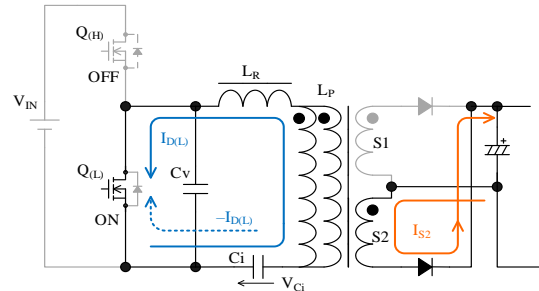 Q(H)
OFF
VIN
LR
LP
ID(L)
Q(L)
Cv
ON
−ID(L)
Ci
VCi
S1
S2
IS2
+